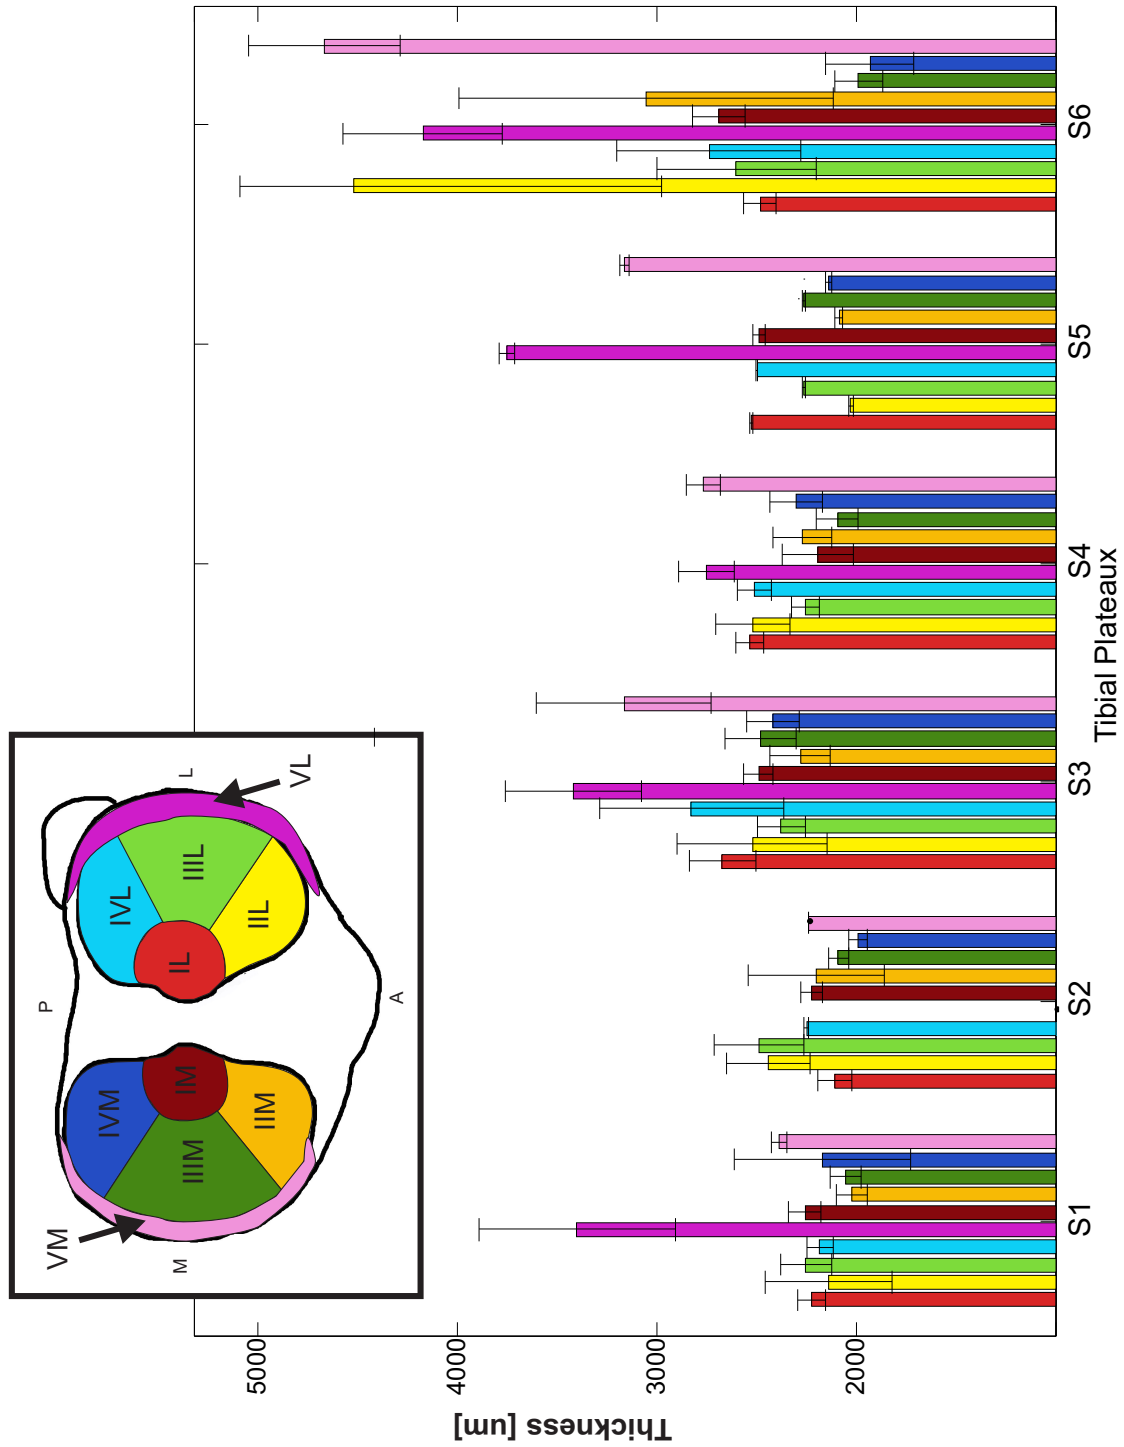 P
IVM
IVL
VM
IM
IL
IIIM
IIIL
M
L
VL
IIM
IIL
A
5000
4000
3000
2000
Thickness [um]
S1 S2 S3 S4 S5 S6
Tibial Plateaux